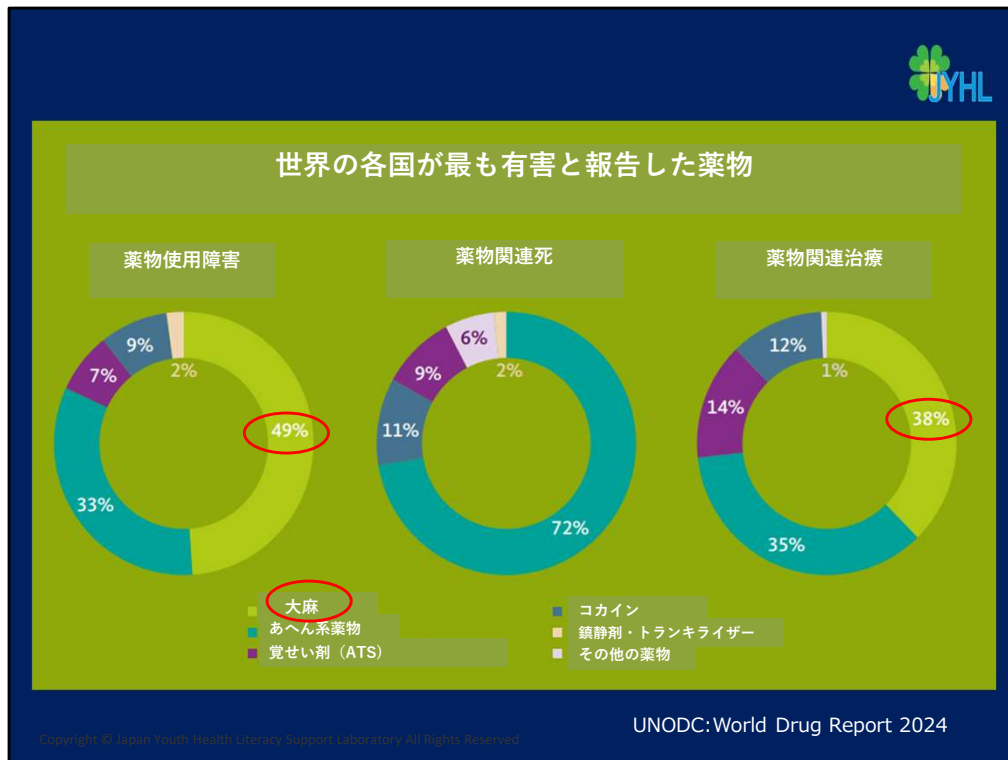 JYHL
世界の各国が最も有害と報告した薬物
薬物使用障害
薬物関連死
薬物関連治療
9%
2%
7%
49%
33%
6%
2%
9%
11%
72%
12%
1%
14%
38%
35%
大麻
あへん系薬物
覚せい剤（ATS）
コカイン
鎮静剤・トランキライザー
その他の薬物
UNODC:World Drug Report 2024
Copyright © Japan Youth Health Literacy Support Laboratory All Rights Reserved